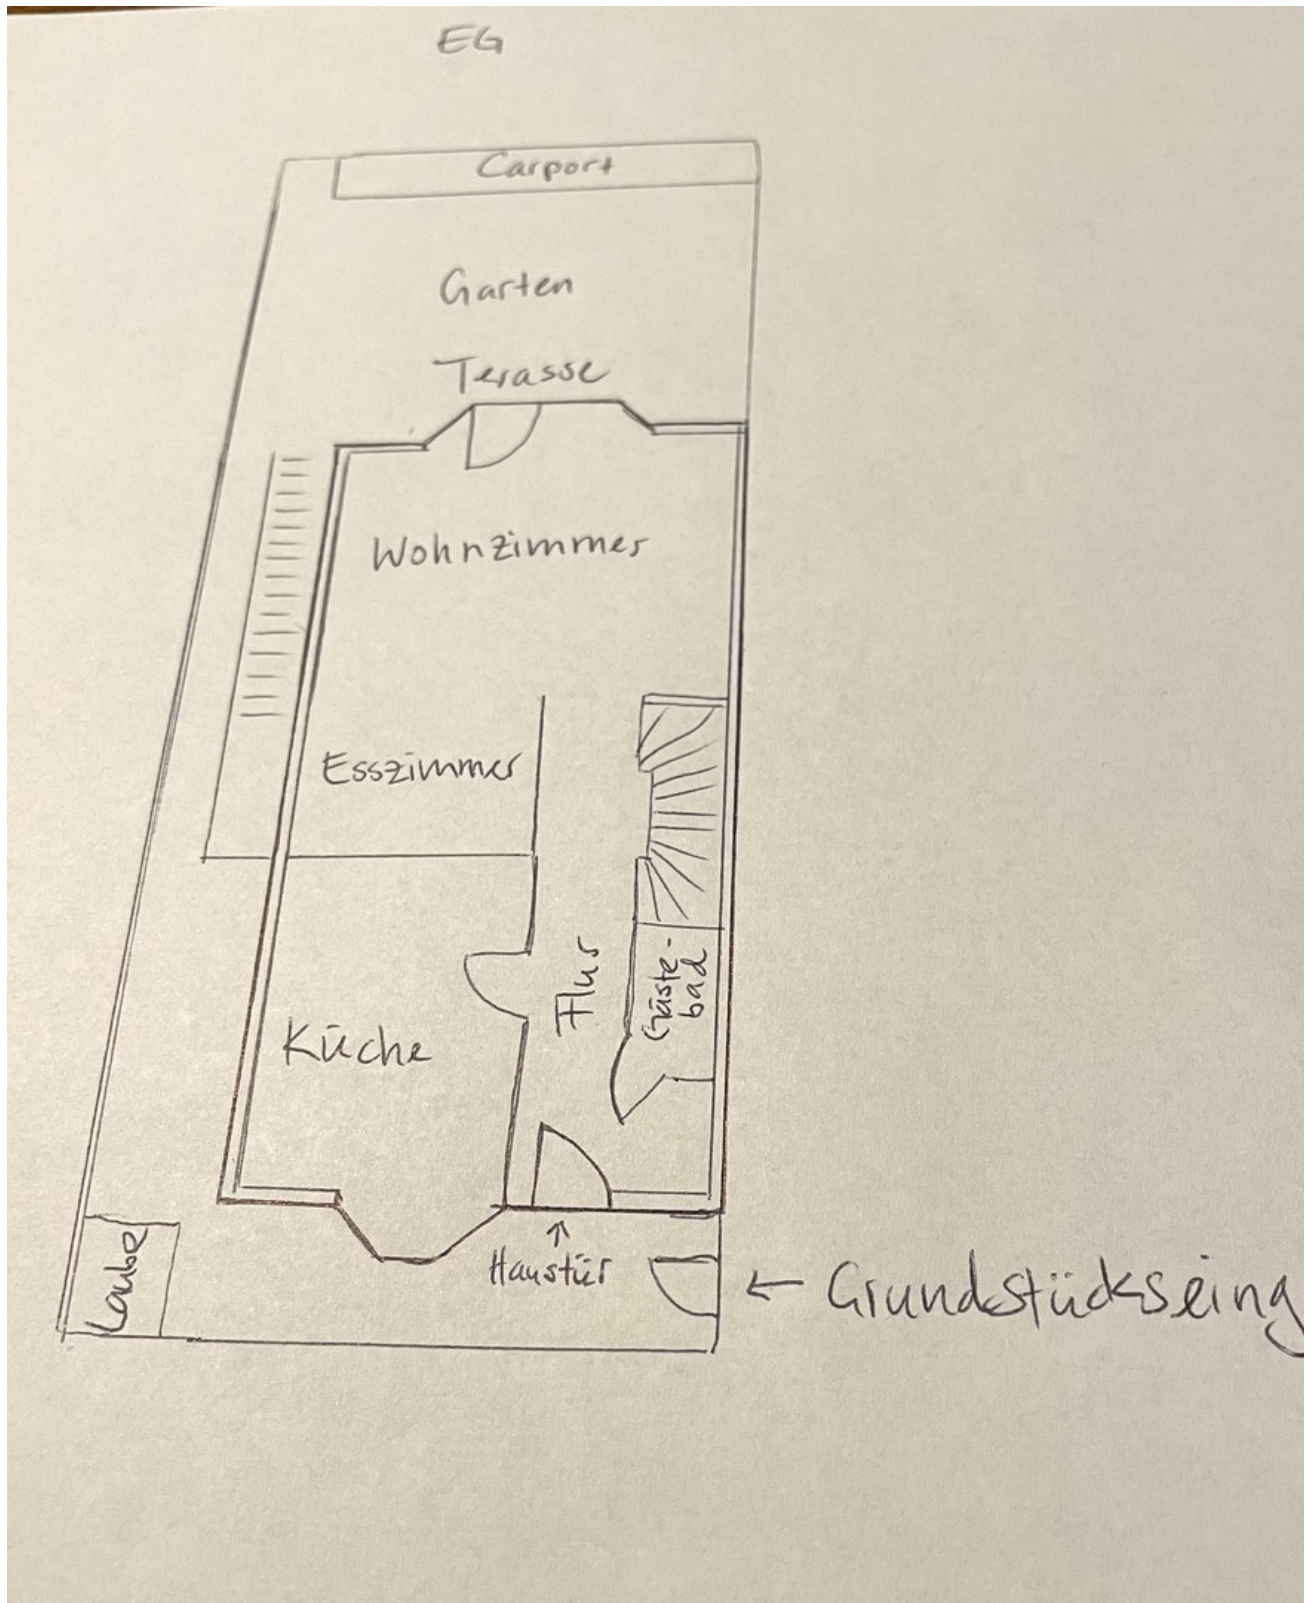 EG
Carport
Garten
Terasse
Wohnzimmer
Esszimmer
Flur
Gäste-
bad
Küche
Laube
Haustür
Grundstückseing